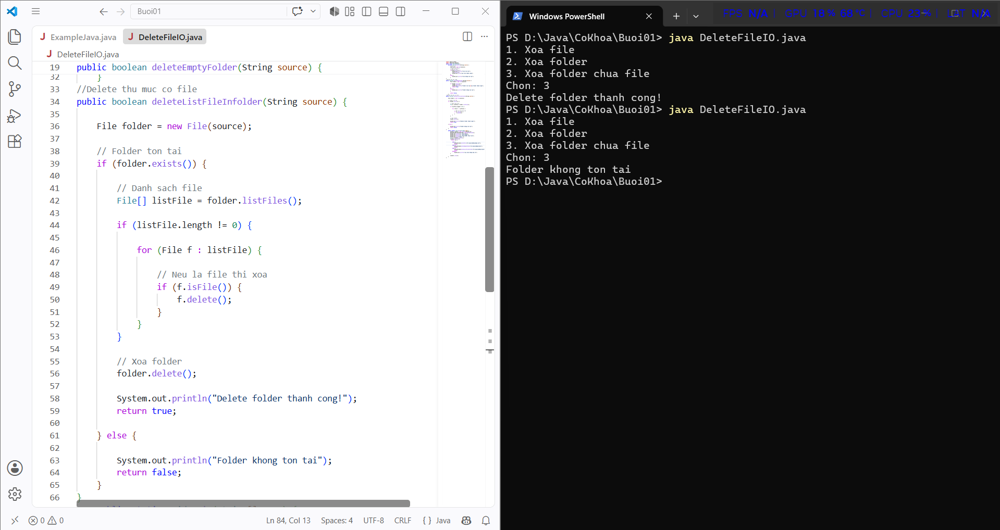 Buoi01
ExampleJava.java
DeleteFileIO.java
DeleteFileIO.java
19 public boolean deleteEmptyFolder(String source) {
32 }
33 //Delete thu muc co file
34 public boolean deleteListFileInfolder(String source) {
35
36 File folder = new File(source);
37
38 // Folder ton tai
39 if (folder.exists()) {
40
41 // Danh sach file
42 File[] listFile = folder.listFiles();
43
44 if (listFile.length != 0) {
45
46 for (File f : listFile) {
47
48 // Neu la file thi xoa
49 if (f.isFile()) {
50 f.delete();
51 }
52 }
53 }
54
55 // Xoa folder
56 folder.delete();
57
58 System.out.println("Delete folder thanh cong!");
59 return true;
60
61 } else {
62
63 System.out.println("Folder khong ton tai");
64 return false;
65 }
66 }
0 0
Ln 84, Col 13 Spaces: 4 UTF-8 CRLF {} Java
Windows PowerShell
FPS N/A | GPU 18 % 68 °C | CPU 23 % | LAT N/A
PS D:\Java\CoKhoa\Buoi01> java DeleteFileIO.java
1. Xoa file
2. Xoa folder
3. Xoa folder chua file
Chon: 3
Delete folder thanh cong!
PS D:\Java\CoKhoa\Buoi01> java DeleteFileIO.java
1. Xoa file
2. Xoa folder
3. Xoa folder chua file
Chon: 3
Folder khong ton tai
PS D:\Java\CoKhoa\Buoi01>